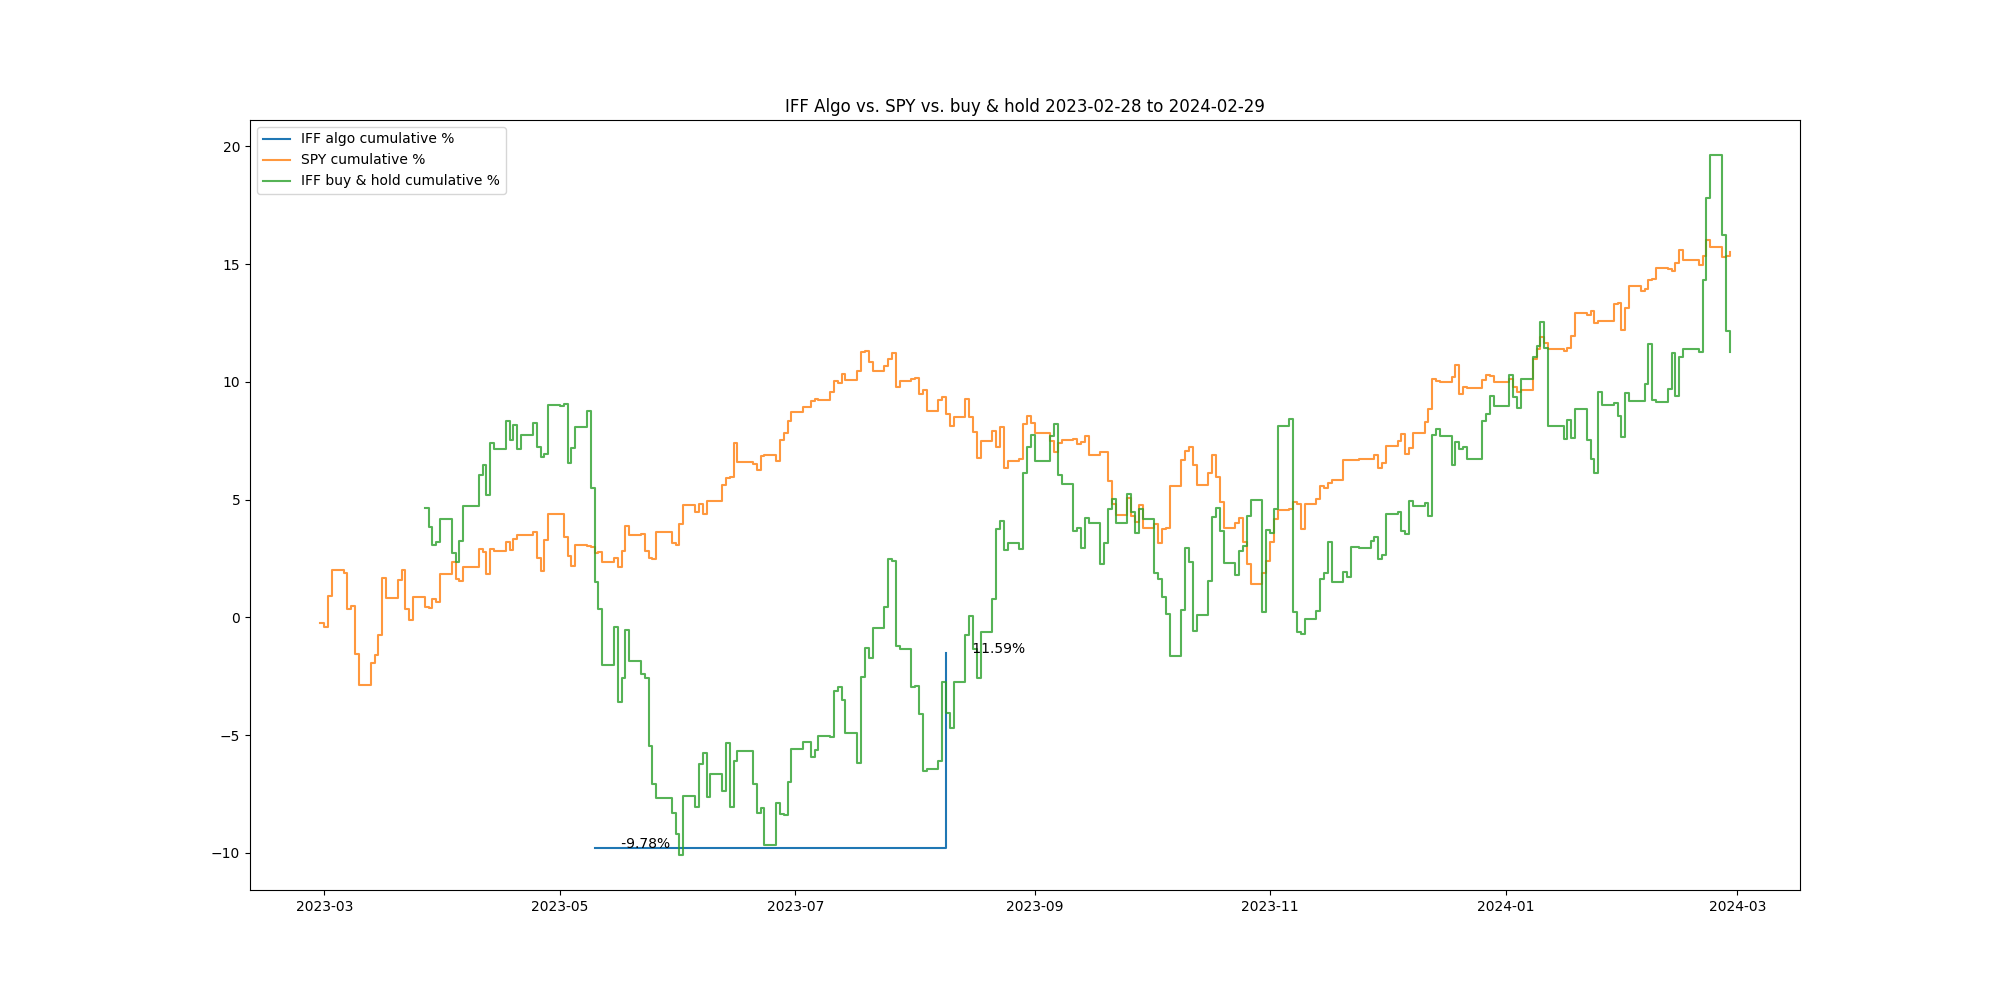 IFF Algo vs. SPY vs. buy & hold 2023-02-28 to 2024-02-29
IFF algo cumulative %
SPY cumulative %
IFF buy & hold cumulative %
20
15
10
5
0
−5
−10
11.59%
-9.78%
2023-03 2023-05 2023-07 2023-09 2023-11 2024-01 2024-03